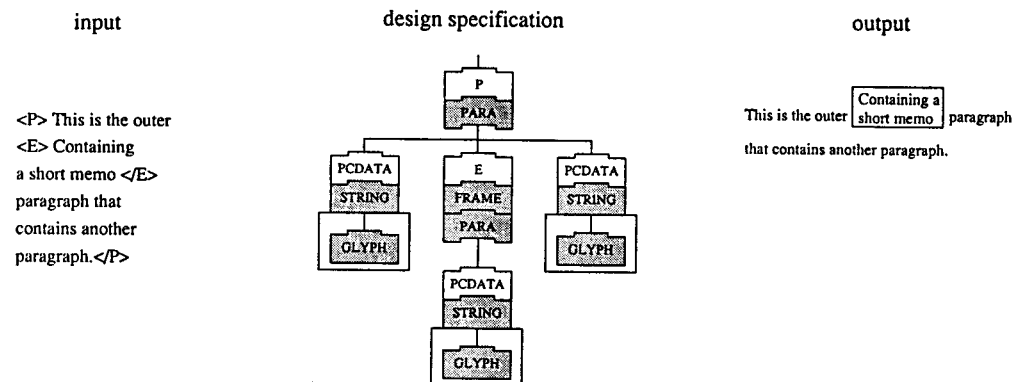 input
design specification
output
<P> This is the outer
<E> Containing
a short memo </E>
paragraph that
contains another
paragraph.</P>
P
PARA
PCDATA
STRING
GLYPH
E
FRAME
PARA
PCDATA
STRING
GLYPH
PCDATA
STRING
GLYPH
This is the outer
Containing a
short memo
paragraph
that contains another paragraph.